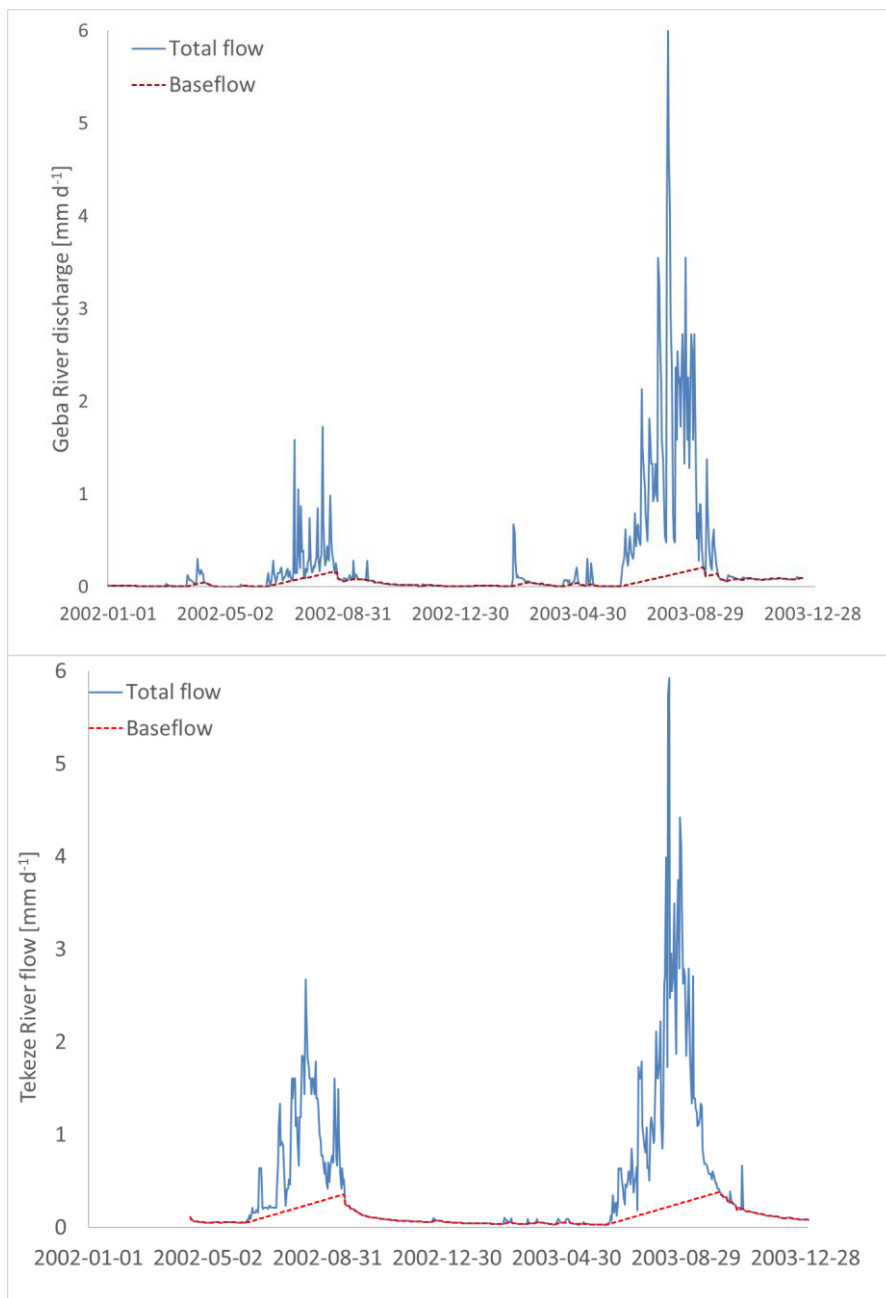 6
Total flow
Baseflow
5
4
3
2
1
0
Geba River discharge [mm d⁻¹]
2002-01-01 2002-05-02 2002-08-31 2002-12-30 2003-04-30 2003-08-29 2003-12-28
6
Total flow
Baseflow
5
4
3
2
1
0
Tekeze River flow [mm d⁻¹]
2002-01-01 2002-05-02 2002-08-31 2002-12-30 2003-04-30 2003-08-29 2003-12-28